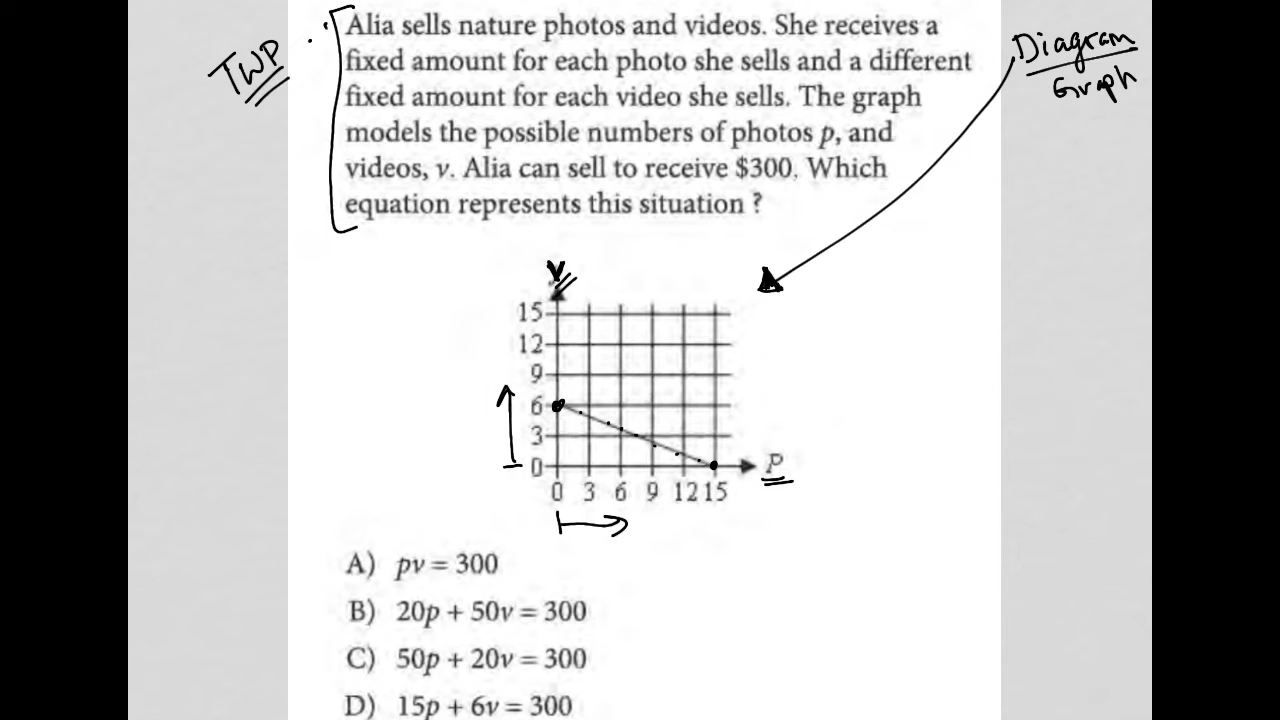 TWP
Alia sells nature photos and videos. She receives a
fixed amount for each photo she sells and a different
fixed amount for each video she sells. The graph
models the possible numbers of photos p, and
videos, v. Alia can sell to receive $300. Which
equation represents this situation ?
Diagram
Graph
V
15
12
9
6
3
0
0 3 6 9 12 15
P
A) pv = 300
B) 20p + 50v = 300
C) 50p + 20v = 300
D) 15p + 6v = 300